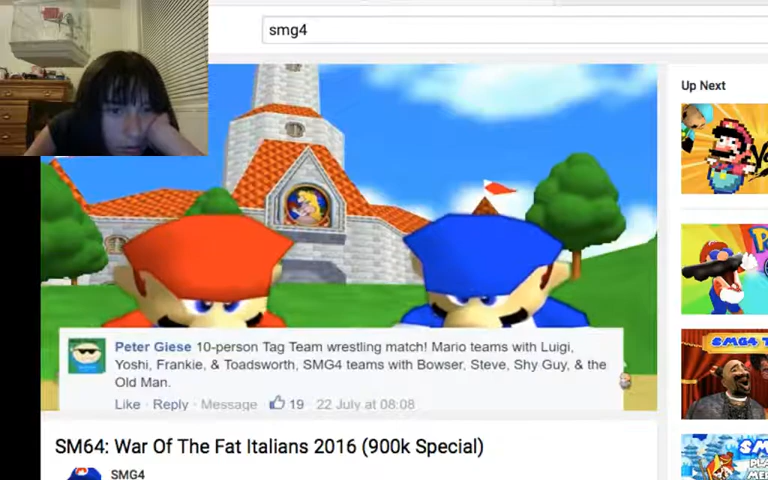 smg4
Up Next
Peter Giese 10-person Tag Team wrestling match! Mario teams with Luigi,
Yoshi, Frankie, & Toadsworth, SMG4 teams with Bowser, Steve, Shy Guy, & the
Old Man.
Like · Reply · Message · 19 · 22 July at 08:08
SMG4
SM64: War Of The Fat Italians 2016 (900k Special)
SMG4